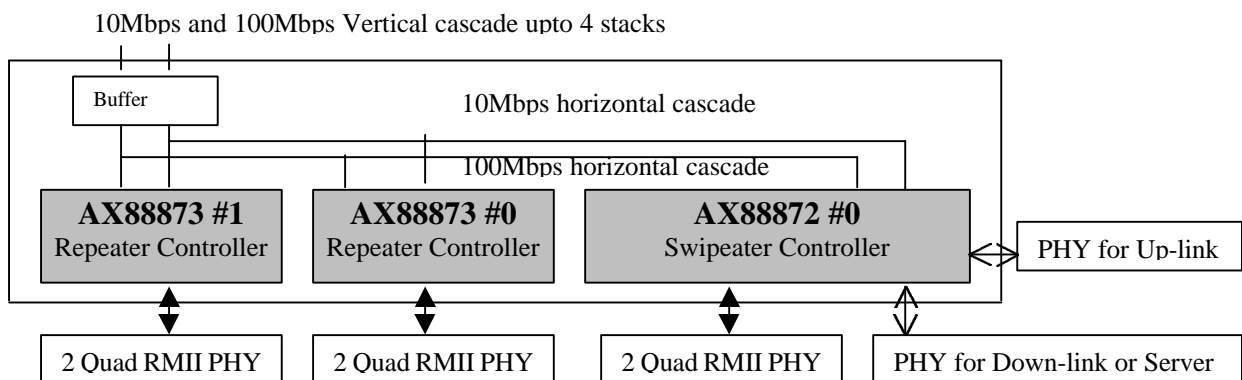 10Mbps and 100Mbps Vertical cascade upto 4 stacks
Buffer
10Mbps horizontal cascade
100Mbps horizontal cascade
AX88873 #1
Repeater Controller
AX88873 #0
Repeater Controller
AX88872 #0
Swipeater Controller
PHY for Up-link
2 Quad RMII PHY
2 Quad RMII PHY
2 Quad RMII PHY
PHY for Down-link or Server